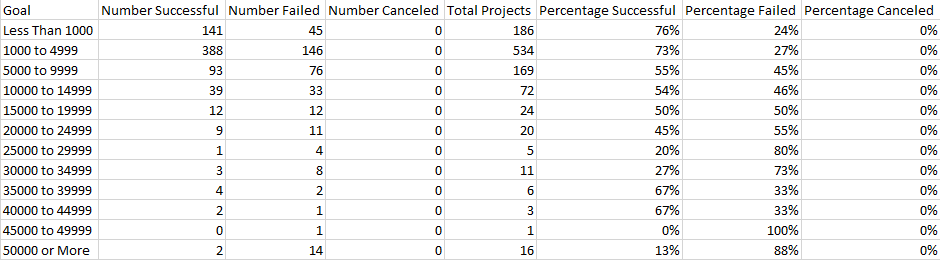 Goal Number Successful Number Failed Number Canceled Total Projects Percentage Successful Percentage Failed Percentage Canceled
Less Than 1000 141 45 0 186 76% 24% 0%
1000 to 4999 388 146 0 534 73% 27% 0%
5000 to 9999 93 76 0 169 55% 45% 0%
10000 to 14999 39 33 0 72 54% 46% 0%
15000 to 19999 12 12 0 24 50% 50% 0%
20000 to 24999 9 11 0 20 45% 55% 0%
25000 to 29999 1 4 0 5 20% 80% 0%
30000 to 34999 3 8 0 11 27% 73% 0%
35000 to 39999 4 2 0 6 67% 33% 0%
40000 to 44999 2 1 0 3 67% 33% 0%
45000 to 49999 0 1 0 1 0% 100% 0%
50000 or More 2 14 0 16 13% 88% 0%